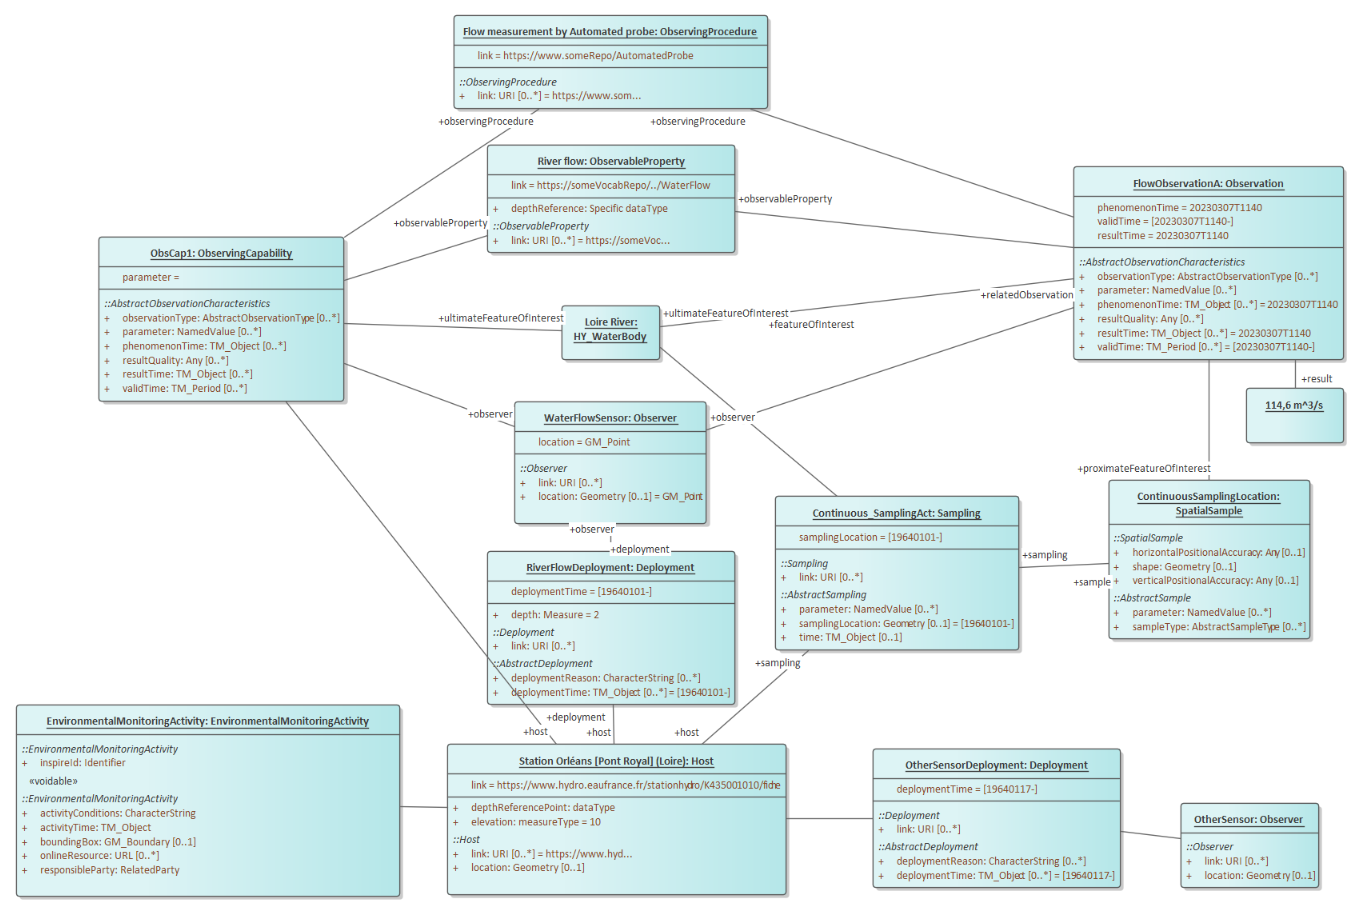 Flow measurement by Automated probe: ObservingProcedure
link = https://www.someRepo/AutomatedProbe
::ObservingProcedure
+ link: URI [0..*] = https://www.som...
+observingProcedure
+observingProcedure
River flow: ObservableProperty
link = https://someVocabRepo/../WaterFlow
+ depthReference: Specific dataType
::ObservableProperty
+ link: URI [0..*] = https://someVoc...
+observableProperty
+observableProperty
FlowObservationA: Observation
phenomenonTime = 20230307T1140
validTime = [20230307T1140-]
resultTime = 20230307T1140
::AbstractObservationCharacteristics
+ observationType: AbstractObservationType [0..*]
+ parameter: NamedValue [0..*]
+ phenomenonTime: TM_Object [0..*] = 20230307T1140
+ resultQuality: Any [0..*]
+ resultTime: TM_Object [0..*] = 20230307T1140
+ validTime: TM_Period [0..*] = [20230307T1140-]
ObsCap1: ObservingCapability
parameter =
::AbstractObservationCharacteristics
+ observationType: AbstractObservationType [0..*]
+ parameter: NamedValue [0..*]
+ phenomenonTime: TM_Object [0..*]
+ resultQuality: Any [0..*]
+ resultTime: TM_Object [0..*]
+ validTime: TM_Period [0..*]
+ultimateFeatureOfInterest
Loire River:
HY_WaterBody
+ultimateFeatureOfInterest
+featureOfInterest
+relatedObservation
+result
114,6 m^3/s
+observer
WaterFlowSensor: Observer
location = GM_Point
::Observer
+ link: URI [0..*]
+ location: Geometry [0..1] = GM_Point
+observer
+proximateFeatureOfInterest
ContinuousSamplingLocation:
SpatialSample
::SpatialSample
+ horizontalPositionalAccuracy: Any [0..1]
+ shape: Geometry [0..1]
+ verticalPositionalAccuracy: Any [0..1]
::AbstractSample
+ parameter: NamedValue [0..*]
+ sampleType: AbstractSampleType [0..*]
Continuous_SamplingAct: Sampling
samplingLocation = [19640101-]
::Sampling
+ link: URI [0..*]
::AbstractSampling
+ parameter: NamedValue [0..*]
+ samplingLocation: Geometry [0..1] = [19640101-]
+ time: TM_Object [0..1]
+sampling
+sample
+observer
+deployment
RiverFlowDeployment: Deployment
deploymentTime = [19640101-]
+ depth: Measure = 2
::Deployment
+ link: URI [0..*]
::AbstractDeployment
+ deploymentReason: CharacterString [0..*]
+ deploymentTime: TM_Object [0..*] = [19640101-]
+sampling
+deployment
+host
+host
+host
EnvironmentalMonitoringActivity: EnvironmentalMonitoringActivity
::EnvironmentalMonitoringActivity
+ inspireId: Identifier
«voidable»
::EnvironmentalMonitoringActivity
+ activityConditions: CharacterString
+ activityTime: TM_Object
+ boundingBox: GM_Boundary [0..1]
+ onlineResource: URL [0..*]
+ responsibleParty: RelatedParty
Station Orléans [Pont Royal] (Loire): Host
link = https://www.hydro.eaufrance.fr/stationhydro/K435001010/fiche
+ depthReferencePoint: dataType
+ elevation: measureType = 10
::Host
+ link: URI [0..*] = https://www.hyd...
+ location: Geometry [0..1]
OtherSensorDeployment: Deployment
deploymentTime = [19640117-]
::Deployment
+ link: URI [0..*]
::AbstractDeployment
+ deploymentReason: CharacterString [0..*]
+ deploymentTime: TM_Object [0..*] = [19640117-]
OtherSensor: Observer
::Observer
+ link: URI [0..*]
+ location: Geometry [0..1]